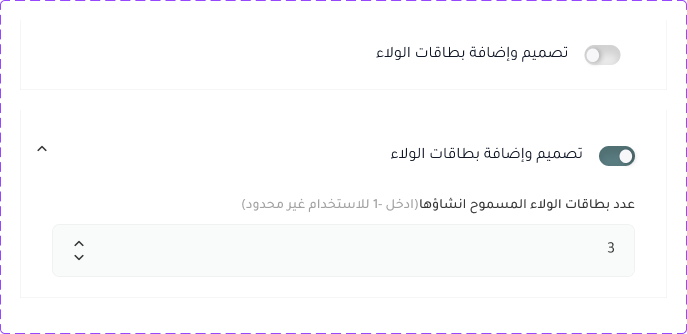 تصميم وإضافة بطاقات الولاء
تصميم وإضافة بطاقات الولاء
عدد بطاقات الولاء المسموح انشاؤها(ادخل -1 للاستخدام غير محدود)
3